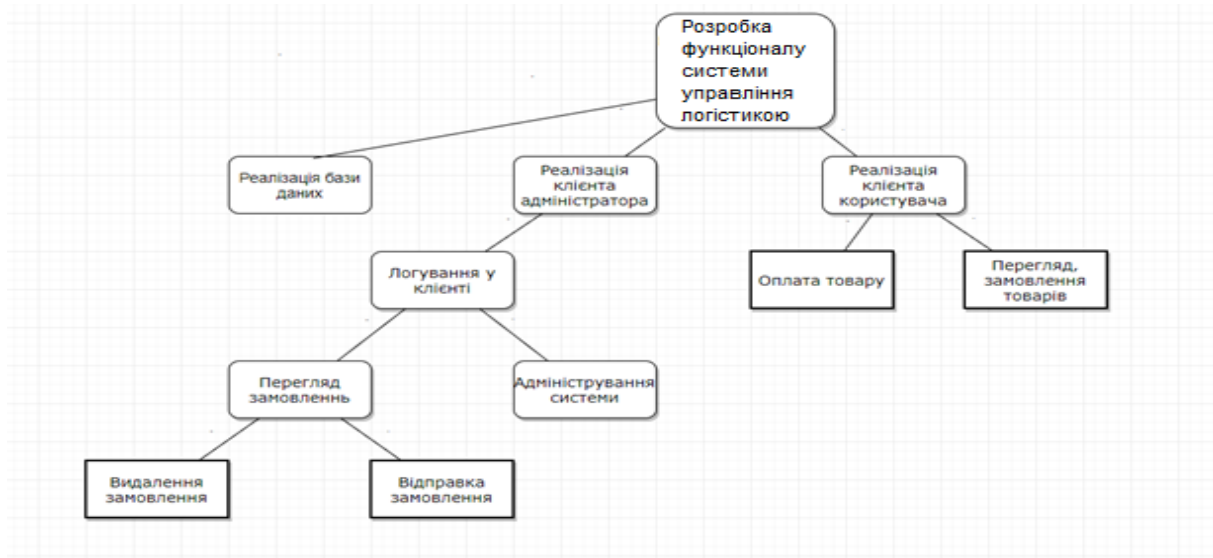 Розробка
функціоналу
системи
управління
логістикою
Реалізація бази
даних
Реалізація
клієнта
адміністратора
Реалізація
клієнта
користувача
Логування у
клієнті
Оплата товару
Перегляд,
замовлення
товарів
Перегляд
замовленнь
Адміністрування
системи
Видалення
замовлення
Відправка
замовлення